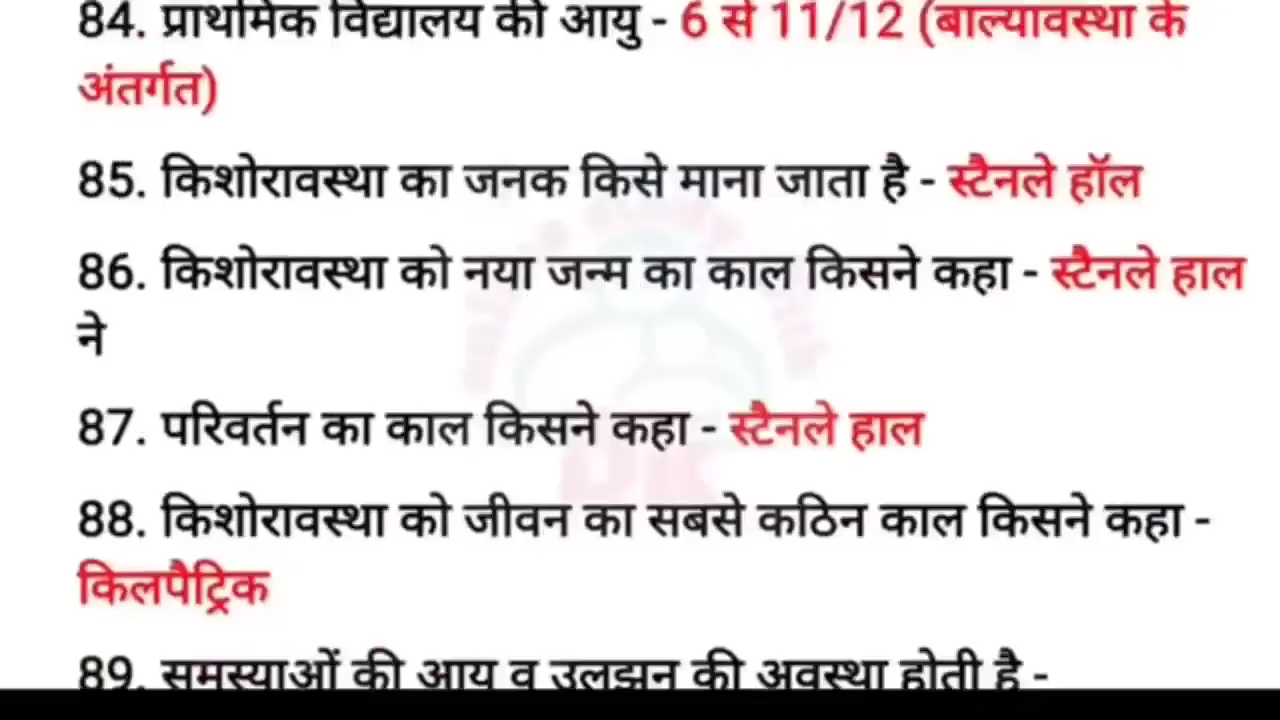 84. प्राथमिक विद्यालय की आयु - 6 से 11/12 (बाल्यावस्था के
अंतर्गत)
85. किशोरावस्था का जनक किसे माना जाता है - स्टैनले हॉल
86. किशोरावस्था को नया जन्म का काल किसने कहा - स्टैनले हाल
ने
87. परिवर्तन का काल किसने कहा - स्टैनले हाल
88. किशोरावस्था को जीवन का सबसे कठिन काल किसने कहा -
किलपैट्रिक
89. समस्याओं की आयु व उलझन की अवस्था होती है -